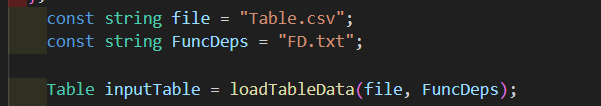 const string file = "Table.csv";
const string FuncDeps = "FD.txt";
Table inputTable = loadTableData(file, FuncDeps);